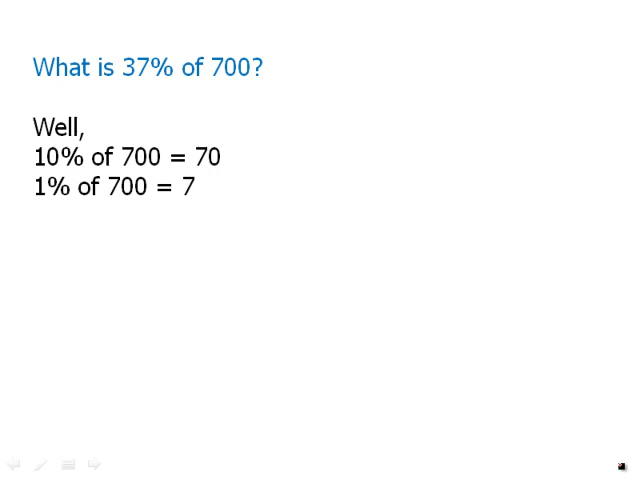 What is 37% of 700?
Well,
10% of 700 = 70
1% of 700 = 7